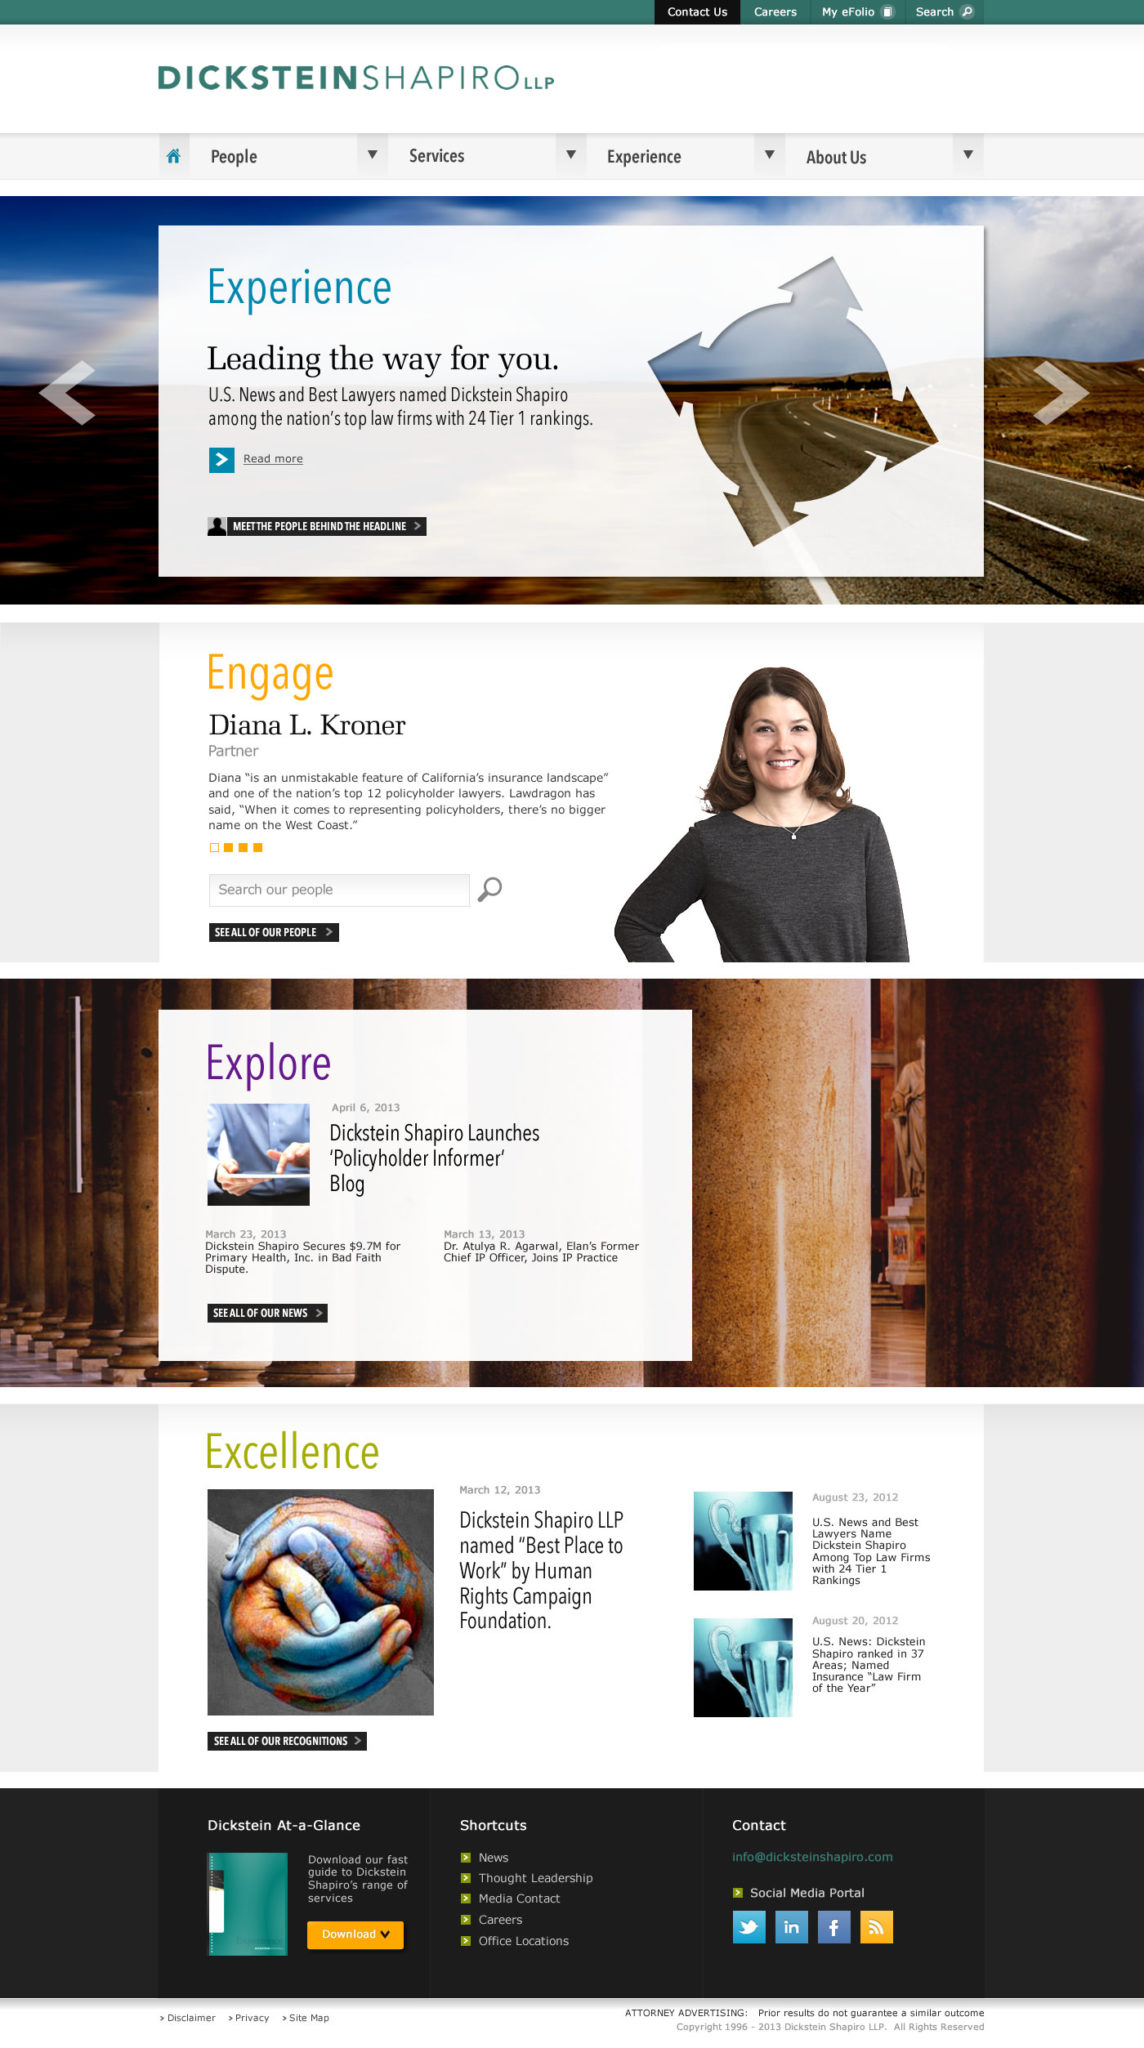 Contact Us
Careers
My eFolio
Search
DICKSTEINSHAPIRO LLP
People
Services
Experience
About Us
Experience
Leading the way for you.
U.S. News and Best Lawyers named Dickstein Shapiro
among the nation's top law firms with 24 Tier 1 rankings.
Read more
MEET THE PEOPLE BEHIND THE HEADLINE
Engage
Diana L. Kroner
Partner
Diana “is an unmistakable feature of California’s insurance landscape”
and one of the nation’s top 12 policyholder lawyers. Lawdragon has
said, “When it comes to representing policyholders, there’s no bigger
name on the West Coast.”
Search our people
SEE ALL OF OUR PEOPLE
Explore
April 6, 2013
Dickstein Shapiro Launches
‘Policyholder Informer’
Blog
March 23, 2013
Dickstein Shapiro Secures $9.7M for
Primary Health, Inc. in Bad Faith
Dispute.
March 13, 2013
Dr. Atulya R. Agarwal, Elan’s Former
Chief IP Officer, Joins IP Practice
SEE ALL OF OUR NEWS
Excellence
March 12, 2013
Dickstein Shapiro LLP
named “Best Place to
Work” by Human
Rights Campaign
Foundation.
August 23, 2012
U.S. News and Best
Lawyers Name
Dickstein Shapiro
Among Top Law Firms
with 24 Tier 1
Rankings
August 20, 2012
U.S. News: Dickstein
Shapiro ranked in 37
Areas; Named
Insurance “Law Firm
of the Year”
SEE ALL OF OUR RECOGNITIONS
Dickstein At-a-Glance
Download our fast
guide to Dickstein
Shapiro’s range of
services
Download
Shortcuts
News
Thought Leadership
Media Contact
Careers
Office Locations
Contact
info@dicksteinshapiro.com
Social Media Portal
> Disclaimer > Privacy > Site Map
ATTORNEY ADVERTISING: Prior results do not guarantee a similar outcome
Copyright 1996 - 2013 Dickstein Shapiro LLP. All Rights Reserved